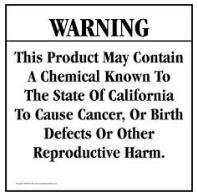 WARNING
This Product May Contain
A Chemical Known To
The State Of California
To Cause Cancer, Or Birth
Defects Or Other
Reproductive Harm.